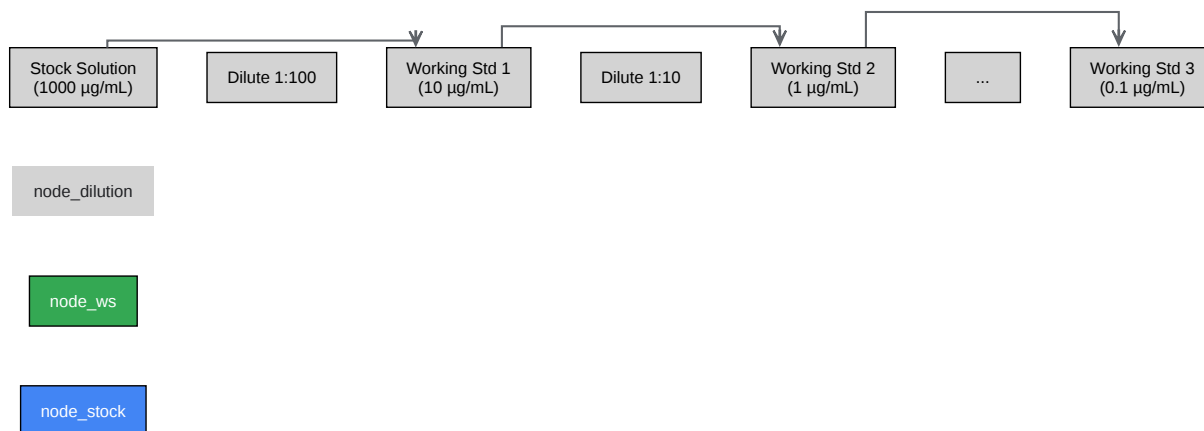 Stock Solution
(1000 µg/mL)
Dilute 1:100
Working Std 1
(10 µg/mL)
Dilute 1:10
Working Std 2
(1 µg/mL)
...
Working Std 3
(0.1 µg/mL)
node_dilution
node_ws
node_stock